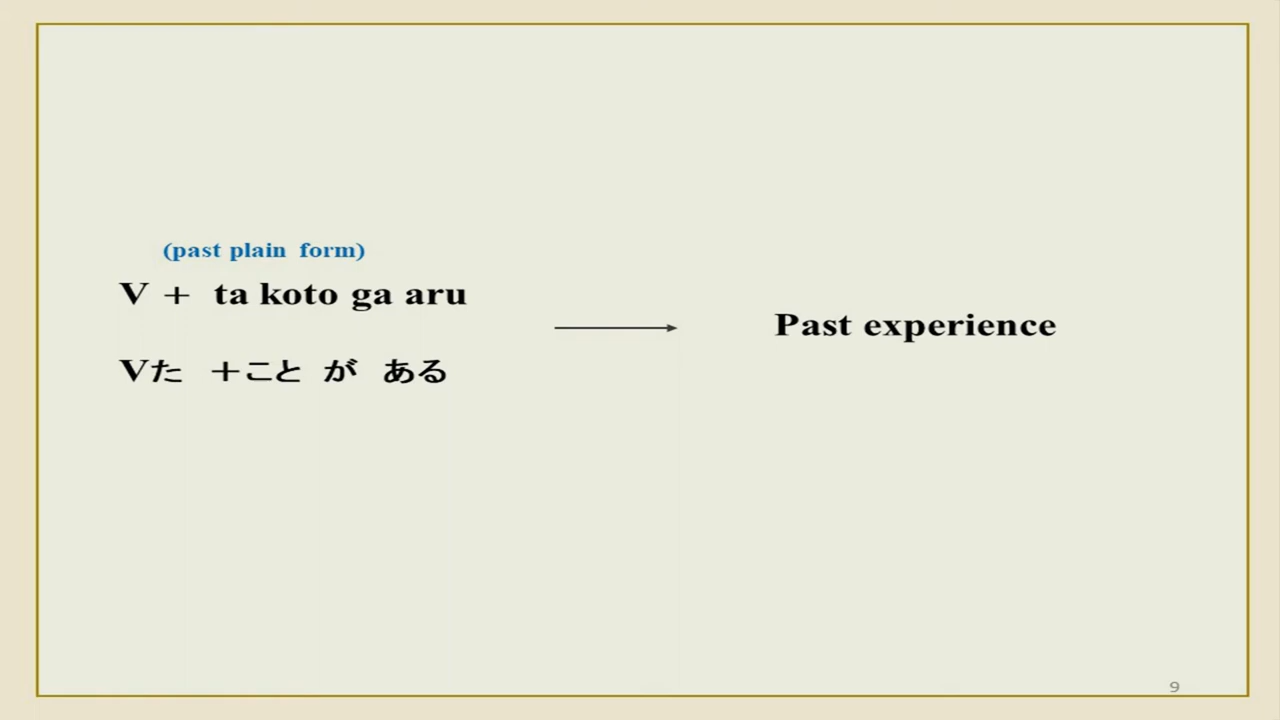 (past plain form)
V + ta koto ga aru
Vた +こと が ある
Past experience
9